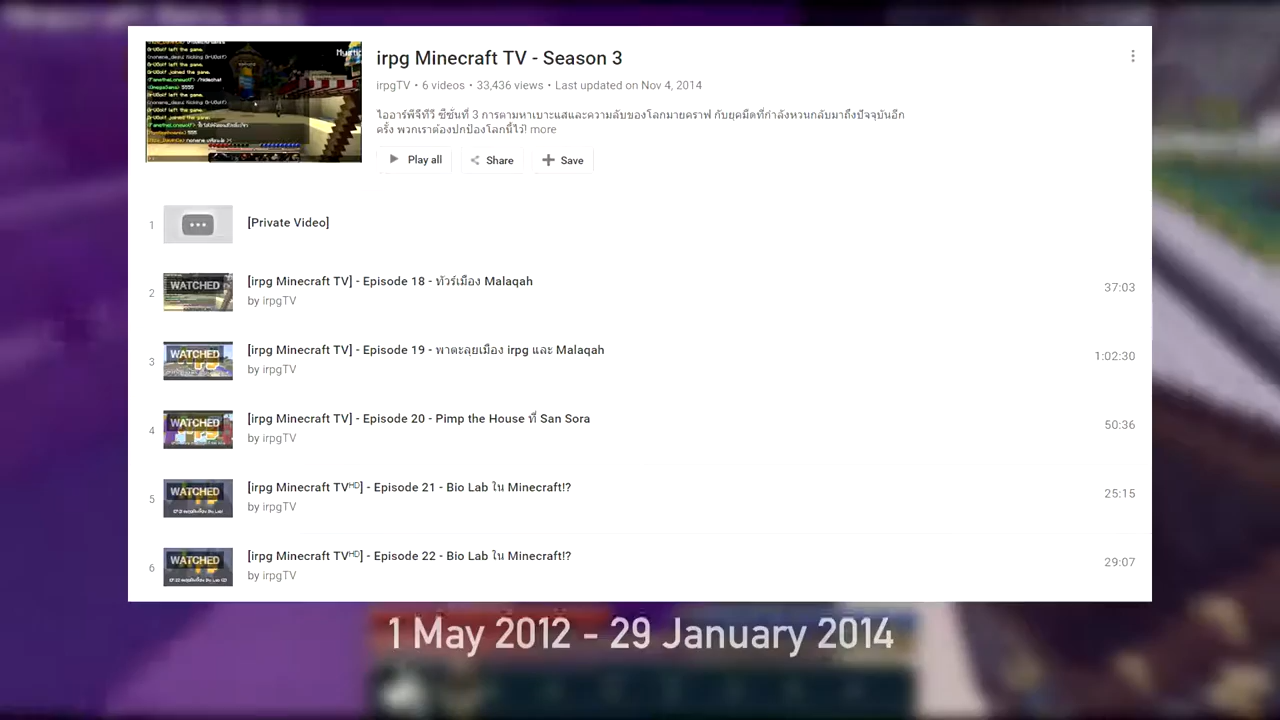 irpg Minecraft TV - Season 3
irpgTV • 6 videos • 33,436 views • Last updated on Nov 4, 2014
ไออาร์พีจีทีวี ซีซั่นที่ 3 การตามหาเบาะแสและความลับของโลกมายคราฟ กับยุคมืดที่กำลังหวนกลับมาถึงปัจจุบันอีก
ครั้ง พวกเราต้องปกป้องโลกนี้ไว้! more
Play all Share Save
1 [Private Video]
2 WATCHED [irpg Minecraft TV] - Episode 18 - ทัวร์เมือง Malaqah 37:03
by irpgTV
3 WATCHED [irpg Minecraft TV] - Episode 19 - พาตะลุยเมือง irpg และ Malaqah 1:02:30
by irpgTV
4 WATCHED [irpg Minecraft TV] - Episode 20 - Pimp the House ที่ San Sora 50:36
by irpgTV
5 WATCHED [irpg Minecraft TVᴴᴰ] - Episode 21 - Bio Lab ใน Minecraft!? 25:15
by irpgTV
6 WATCHED [irpg Minecraft TVᴴᴰ] - Episode 22 - Bio Lab ใน Minecraft!? 29:07
by irpgTV
1 May 2012 - 29 January 2014